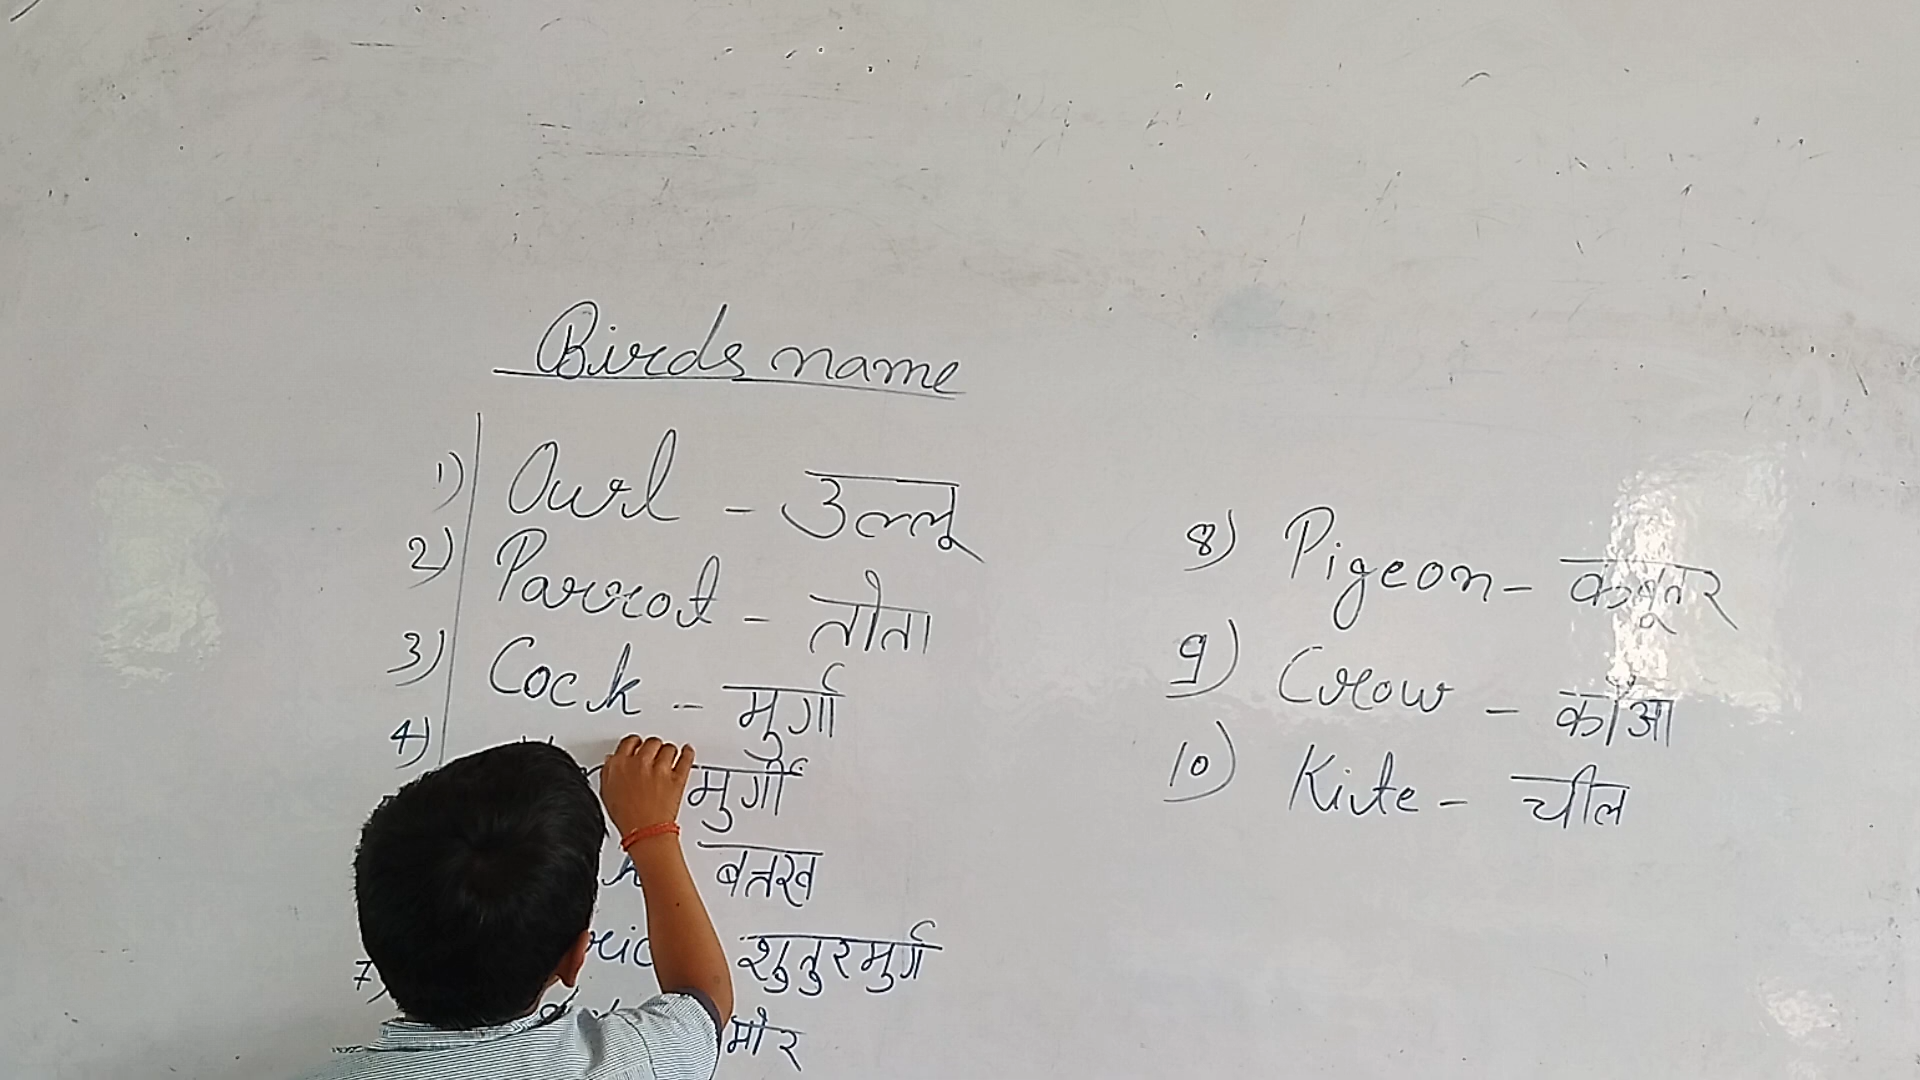 Birds name
1) Owl - उल्लू
2) Parrot - तोता
3) Cock - मुर्गा
4) मुर्गी
बतख
शुतुरमुर्ग
7) मोर
8) Pigeon - कबूतर
9) Crow - कौआ
10) Kite - चील